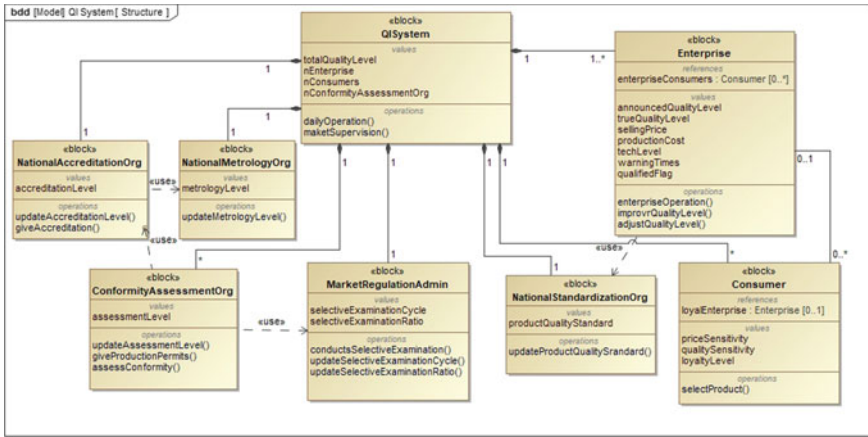 bdd [Model] QI System [ Structure ]
«block»
QISystem
values
totalQualityLevel
nEnterprise
nConsumers
nConformityAssessmentOrg
operations
dailyOperation()
maketSupervision()
«block»
Enterprise
references
enterpriseConsumers : Consumer [0..*]
values
announcedQualityLevel
trueQualityLevel
sellingPrice
productionCost
techLevel
warningTimes
qualifiedFlag
operations
enterpriseOperation()
improvrQualityLevel()
adjustQualityLevel()
1
1..*
1
1
1
1
«block»
NationalAccreditationOrg
values
accreditationLevel
operations
updateAccreditationLevel()
giveAccreditation()
«use»
«block»
NationalMetrologyOrg
values
metrologyLevel
operations
updateMetrologyLevel()
1
1
1
1
0..1
«use»
«use»
*
1
1
*
0..*
«block»
ConformityAssessmentOrg
values
assessmentLevel
operations
updateAssessmentLevel()
giveProductionPermits()
assessConformity()
«use»
«block»
MarketRegulationAdmin
values
selectiveExaminationCycle
selectiveExaminationRatio
operations
conductsSelectiveExamination()
updateSelectiveExaminationCycle()
updateSelectiveExaminationRatio()
«block»
NationalStandardizationOrg
values
productQualityStandard
operations
updateProductQualitySrandard()
«block»
Consumer
references
loyalEnterprise : Enterprise [0..1]
values
priceSensitivity
qualitySensitivity
loyaltyLevel
operations
selectProduct()